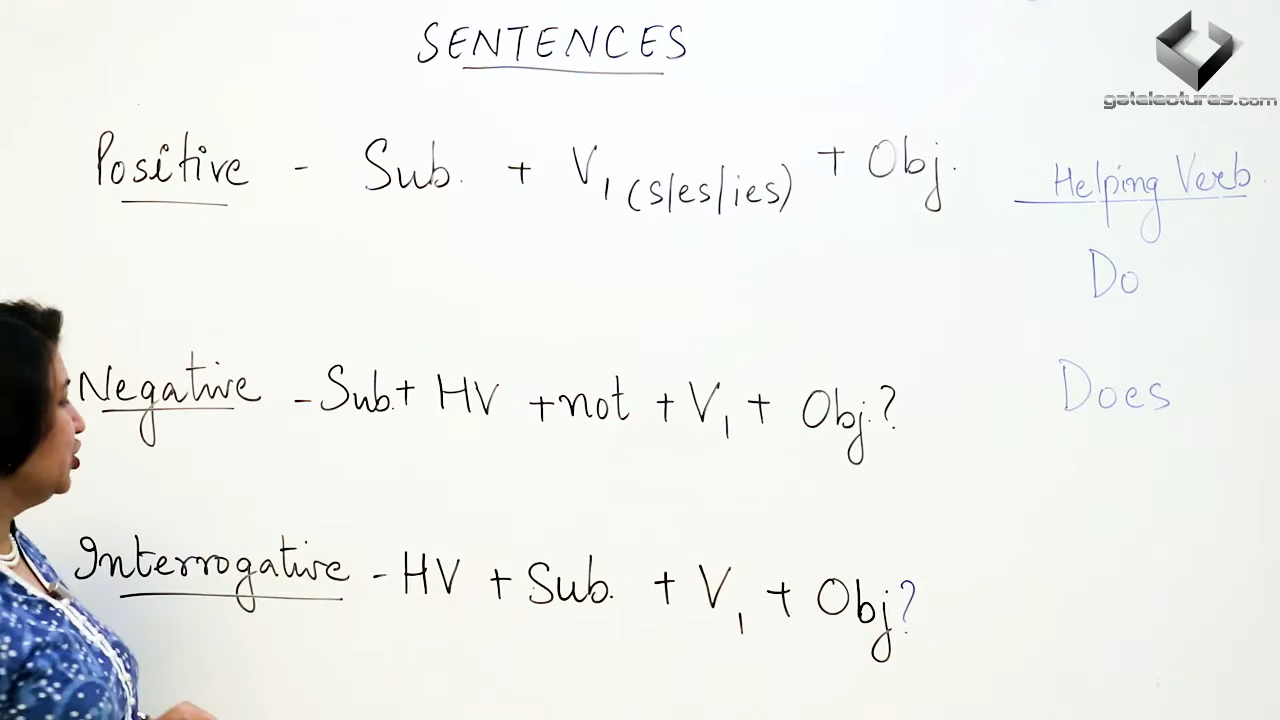 SENTENCES
gatelectures.com
Positive - Sub. + V1 (s/es/ies) + Obj.
Helping Verb.
Do
Negative - Sub. + HV + not + V1 + Obj.?
Does
Interrogative - HV + Sub. + V1 + Obj?